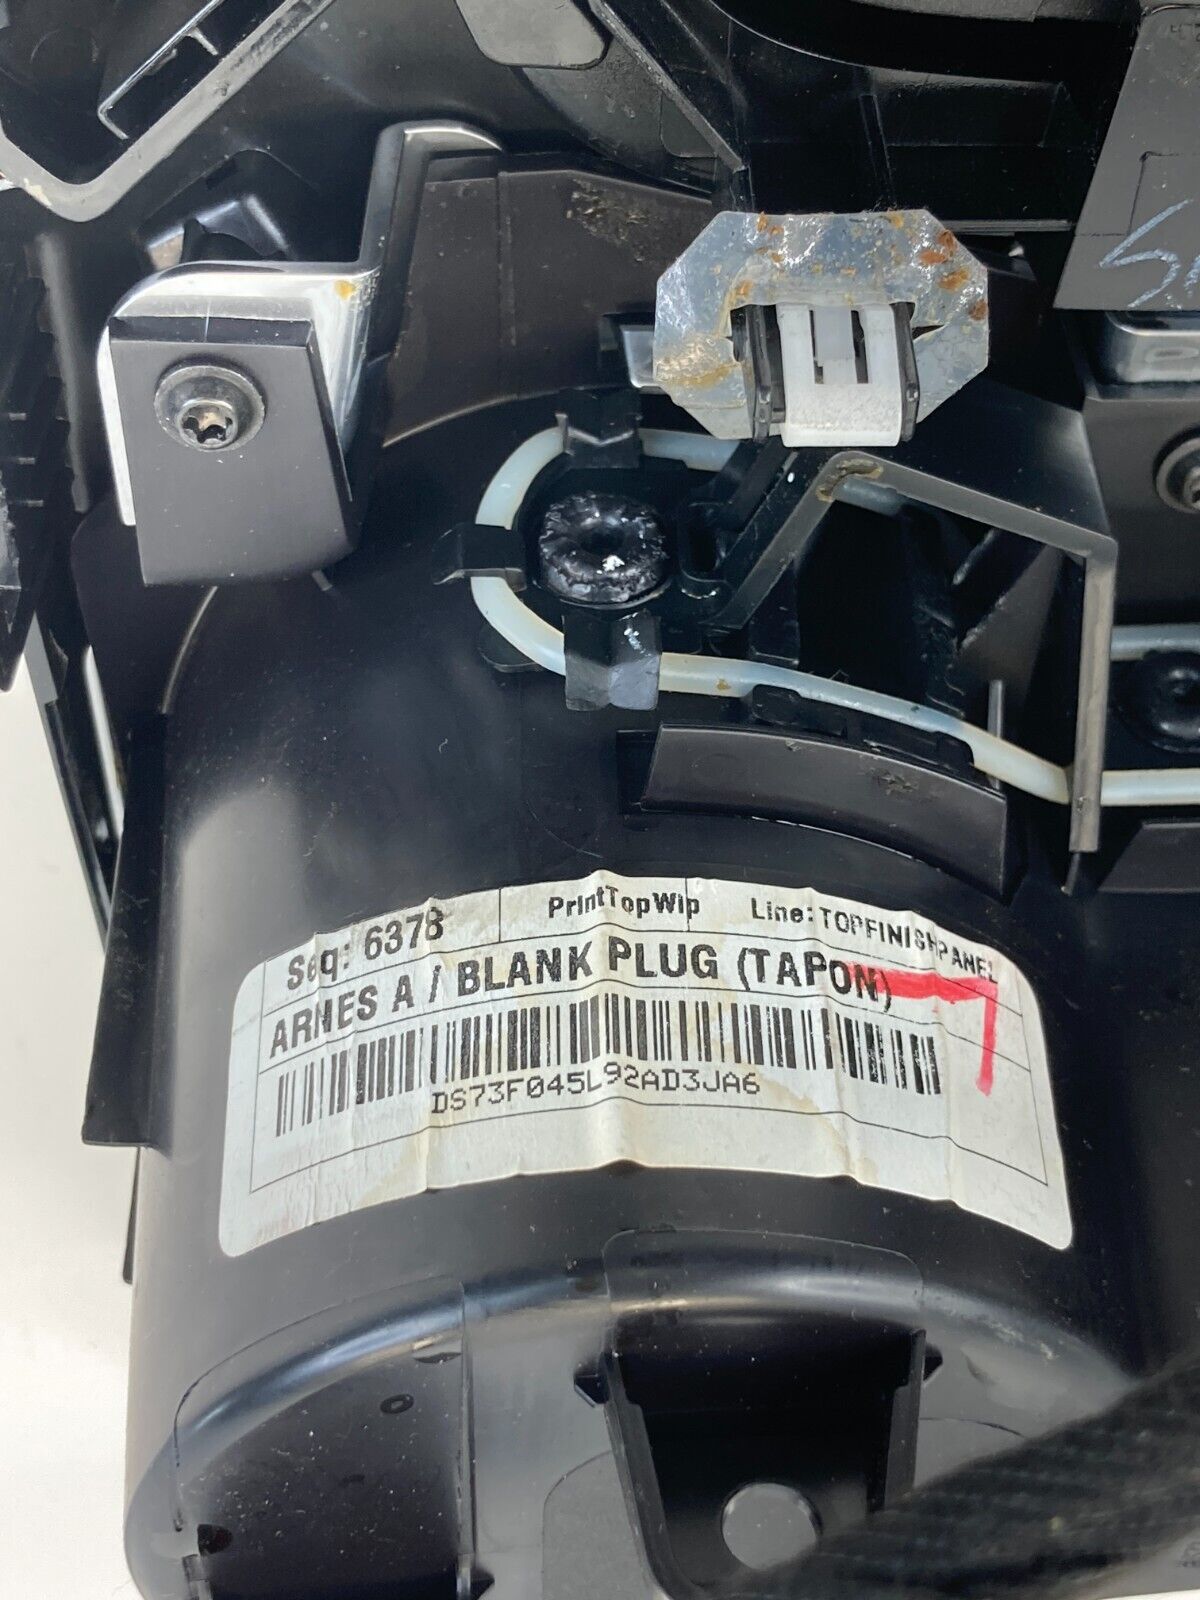 Seq: 6378 PrintTopWip Line: TOPFINISHPANEL
ARNES A / BLANK PLUG (TAPON)
DS73F045L92AD3JA6